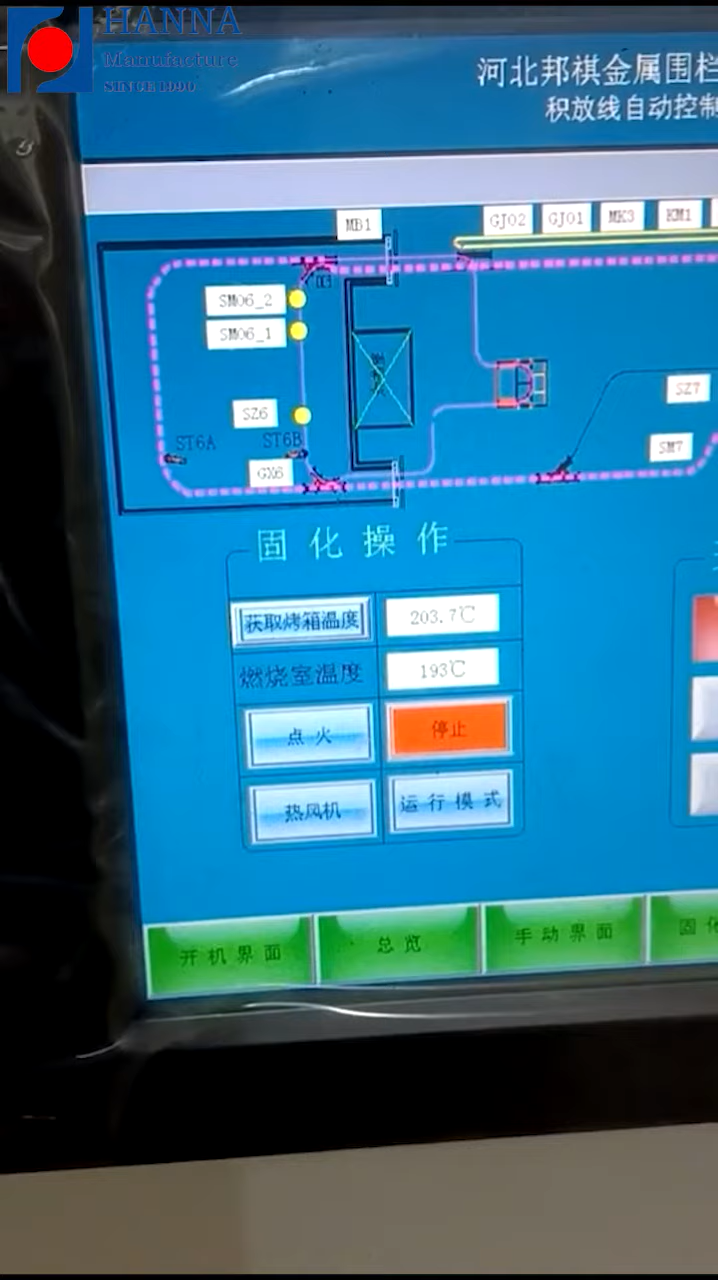 HANNA
Manufacture
SINCE 1990
河北邦祺金属围栏
积放线自动控制
MB1
GJ02
GJ01
MK3
KM1
SM06_2
SM06_1
SZ6
ST6A
ST6B
GX6
SZ7
SM7
固化操作
获取烤箱温度
203.7℃
燃烧室温度
193℃
点火
停止
热风机
运行模式
开机界面
总览
手动界面
固化